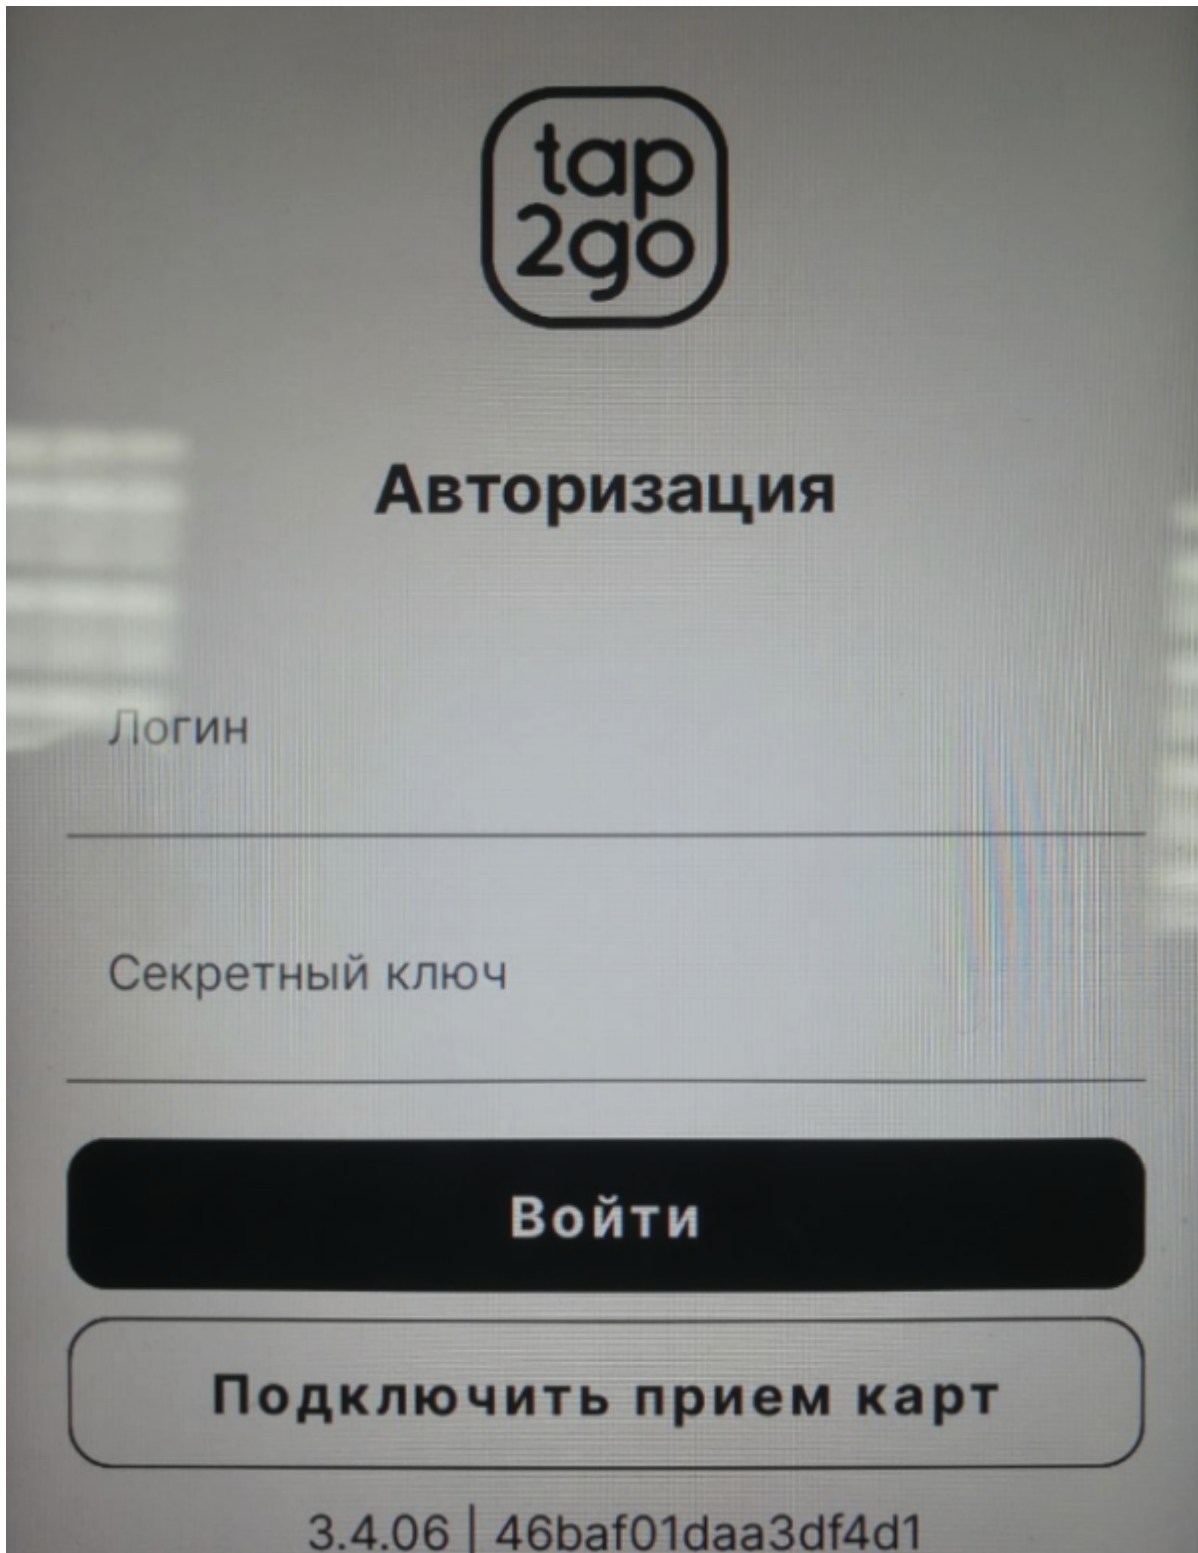 tap
2go
Авторизация
Логин
Секретный ключ
Войти
Подключить прием карт
3.4.06 | 46baf01daa3df4d1